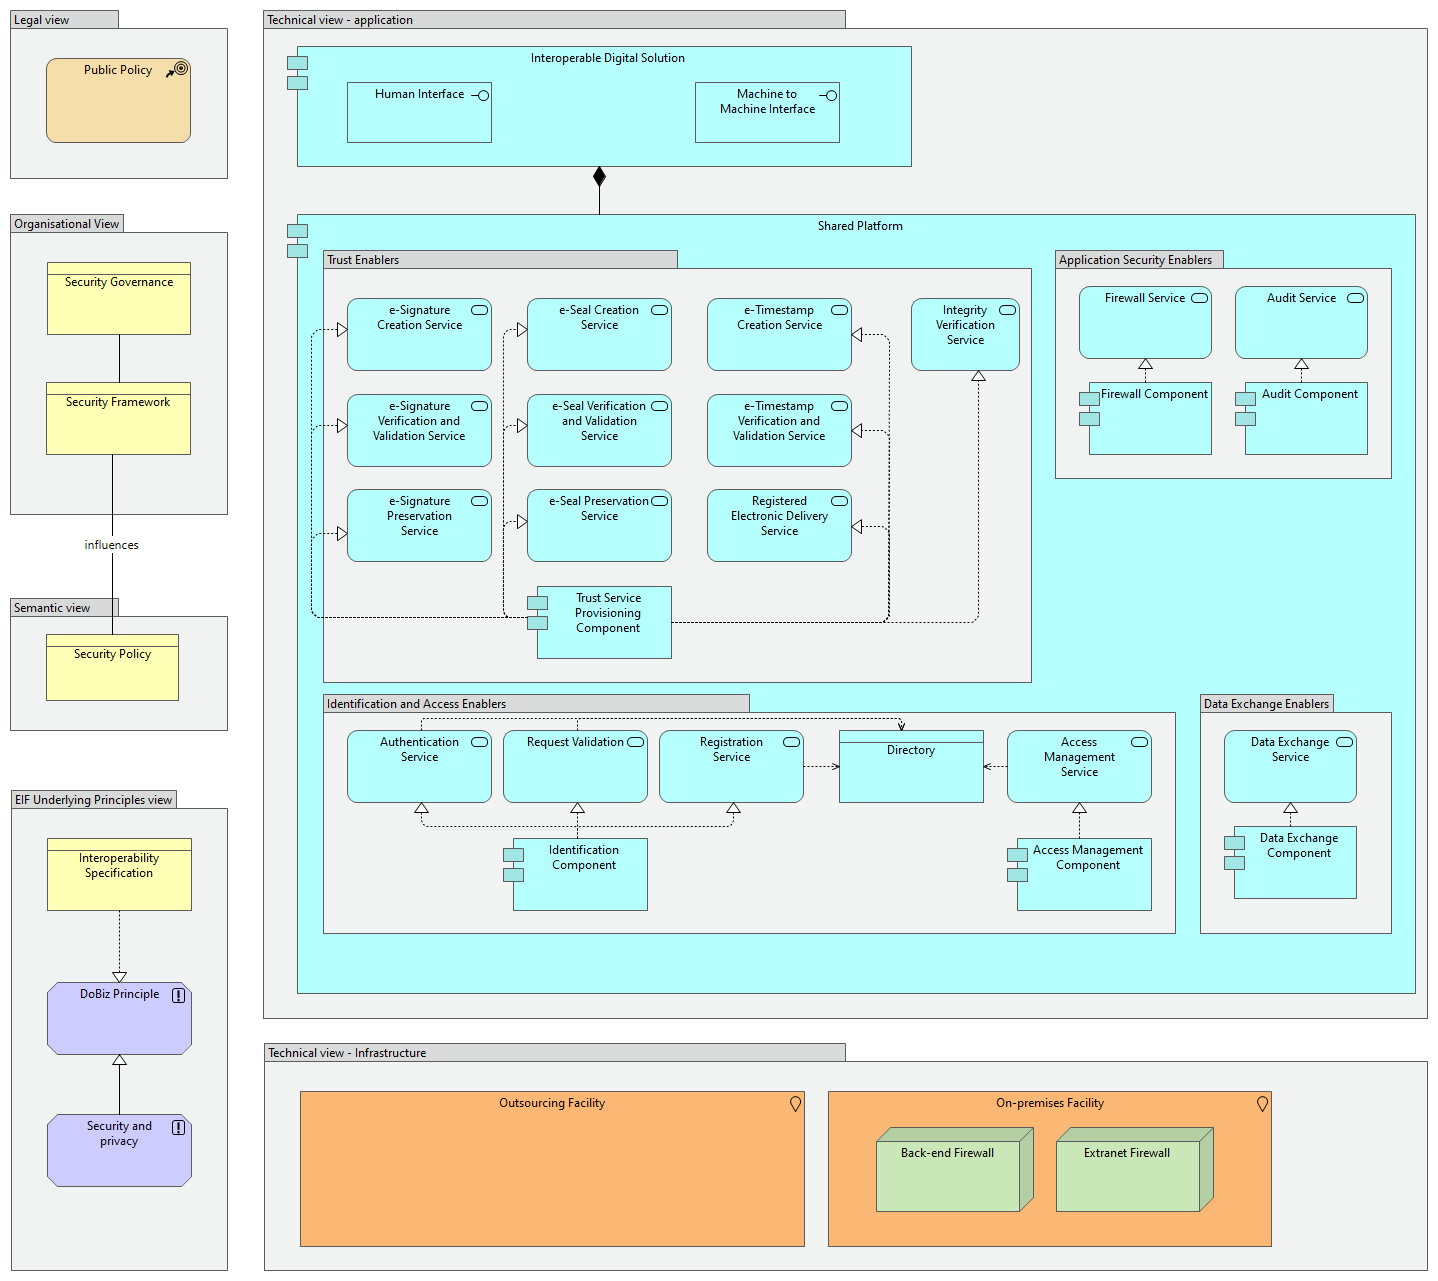 Legal view
Public Policy
Organisational View
Security Governance
Security Framework
influences
Semantic view
Security Policy
EIF Underlying Principles view
Interoperability
Specification
DoBiz Principle
Security and
privacy
Technical view - application
Interoperable Digital Solution
Human Interface
Machine to
Machine Interface
Shared Platform
Trust Enablers
e-Signature
Creation Service
e-Seal Creation
Service
e-Timestamp
Creation Service
Integrity
Verification
Service
e-Signature
Verification and
Validation Service
e-Seal Verification
and Validation
Service
e-Timestamp
Verification and
Validation Service
e-Signature
Preservation
Service
e-Seal Preservation
Service
Registered
Electronic Delivery
Service
Trust Service
Provisioning
Component
Application Security Enablers
Firewall Service
Audit Service
Firewall Component
Audit Component
Identification and Access Enablers
Authentication
Service
Request Validation
Registration
Service
Directory
Access
Management
Service
Identification
Component
Access Management
Component
Data Exchange Enablers
Data Exchange
Service
Data Exchange
Component
Technical view - Infrastructure
Outsourcing Facility
On-premises Facility
Back-end Firewall
Extranet Firewall